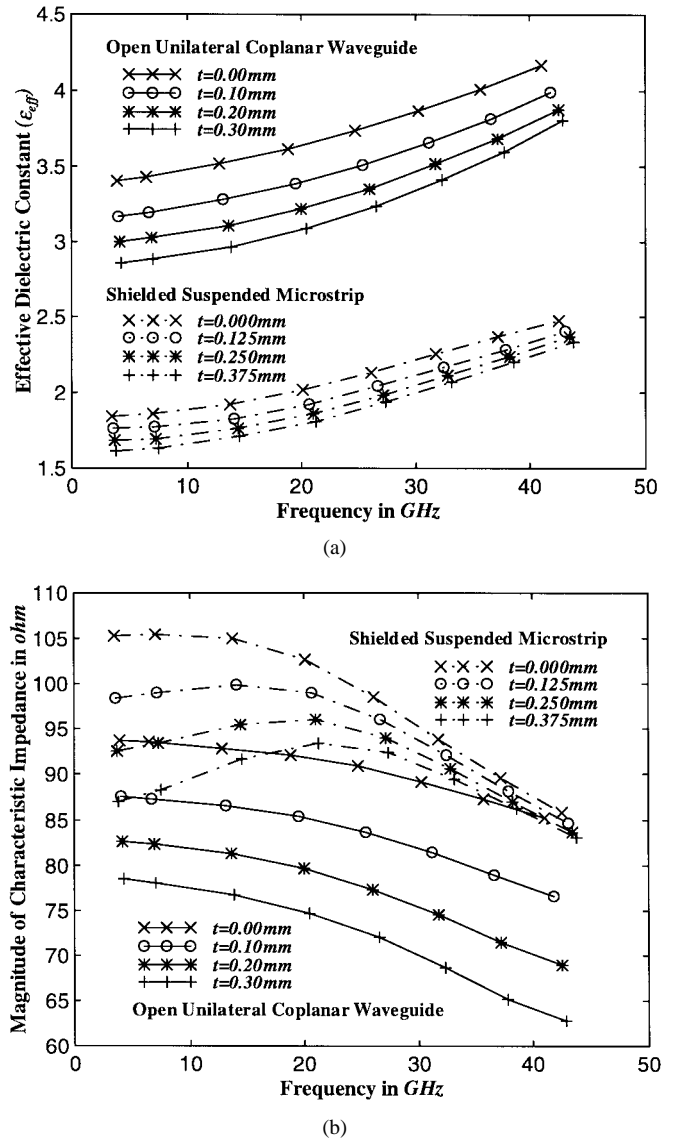 4.5
Open Unilateral Coplanar Waveguide
t=0.00mm
t=0.10mm
t=0.20mm
t=0.30mm
4
3.5
3
Shielded Suspended Microstrip
t=0.000mm
t=0.125mm
t=0.250mm
t=0.375mm
2.5
2
1.5
Effective Dielectric Constant (ε_eff)
0 10 20 30 40 50
Frequency in GHz
(a)
110
105
100
95
90
85
80
75
70
65
60
Magnitude of Characteristic Impedance in ohm
Shielded Suspended Microstrip
t=0.000mm
t=0.125mm
t=0.250mm
t=0.375mm
t=0.00mm
t=0.10mm
t=0.20mm
t=0.30mm
Open Unilateral Coplanar Waveguide
0 10 20 30 40 50
Frequency in GHz
(b)